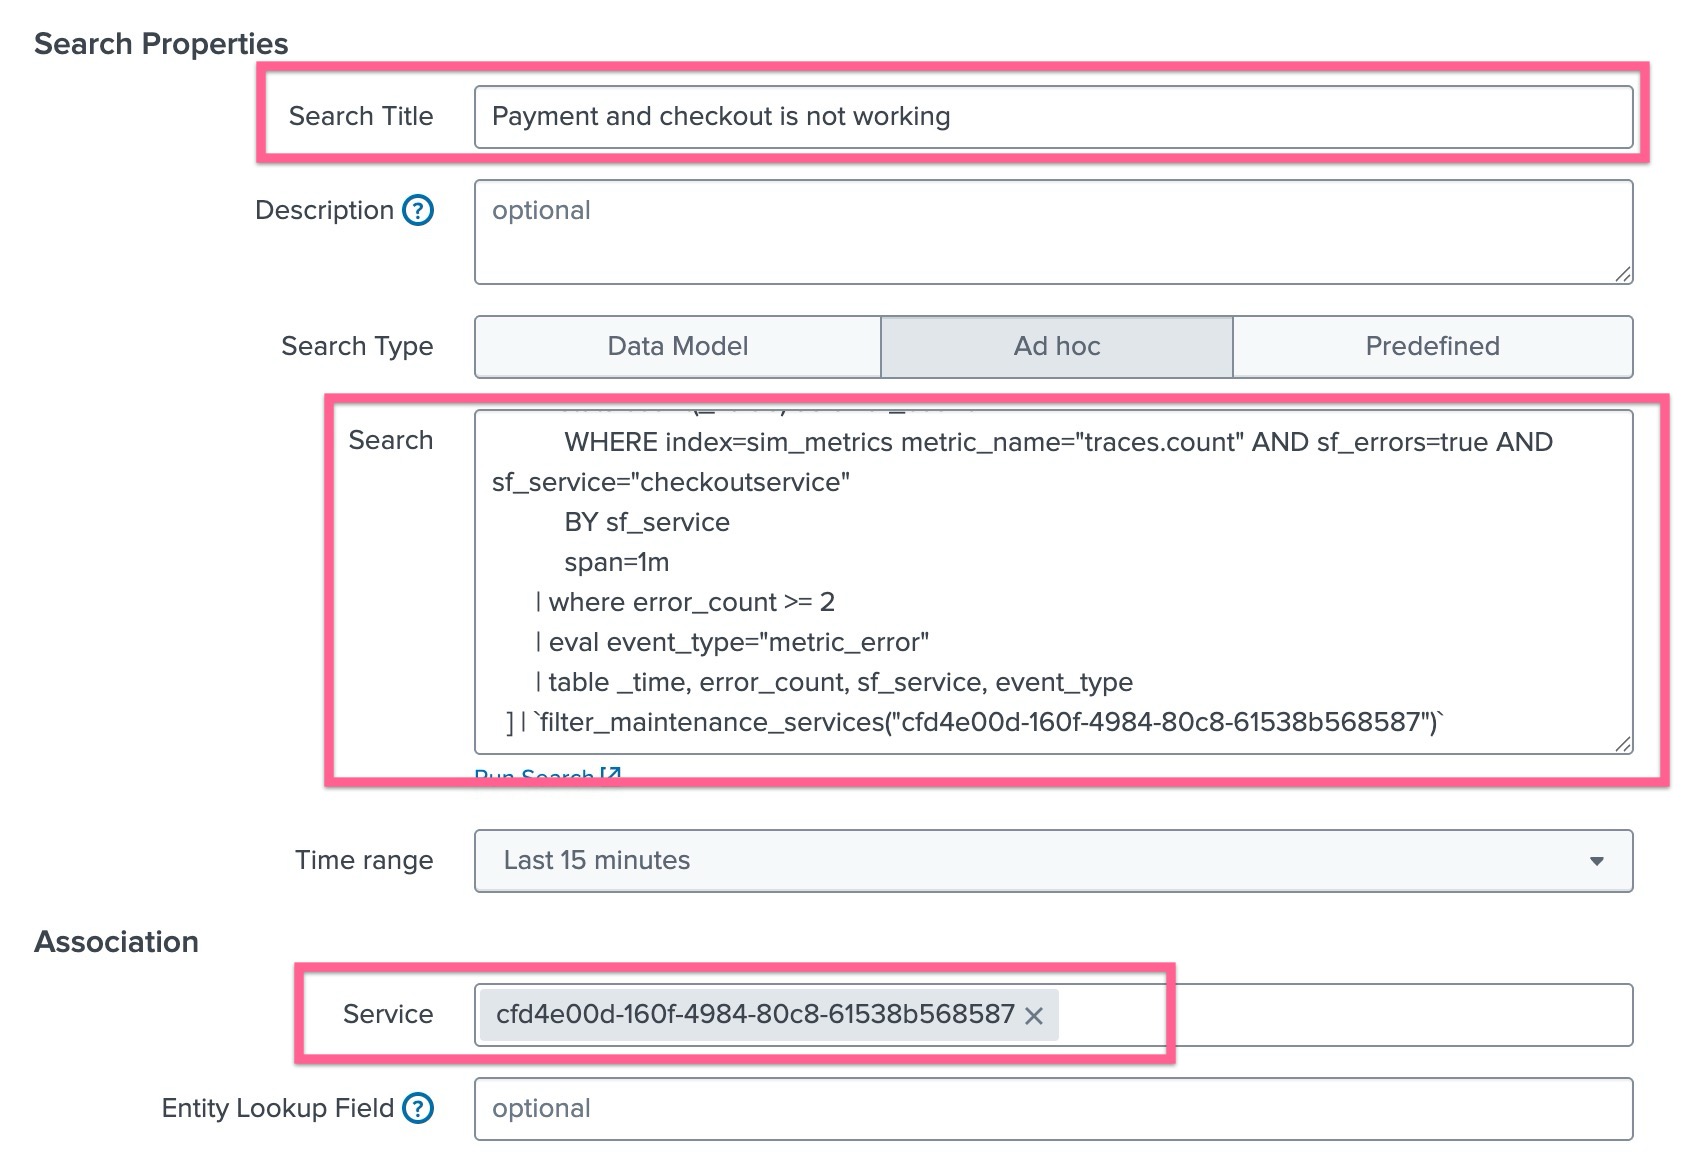 Search Properties
Search Title
Payment and checkout is not working
Description ?
optional
Search Type
Data Model
Ad hoc
Predefined
Search
WHERE index=sim_metrics metric_name="traces.count" AND sf_errors=true AND
sf_service="checkoutservice"
BY sf_service
span=1m
| where error_count >= 2
| eval event_type="metric_error"
| table _time, error_count, sf_service, event_type
] | `filter_maintenance_services("cfd4e00d-160f-4984-80c8-61538b568587")`
Run Search
Time range
Last 15 minutes
Association
Service
cfd4e00d-160f-4984-80c8-61538b568587 ×
Entity Lookup Field ?
optional